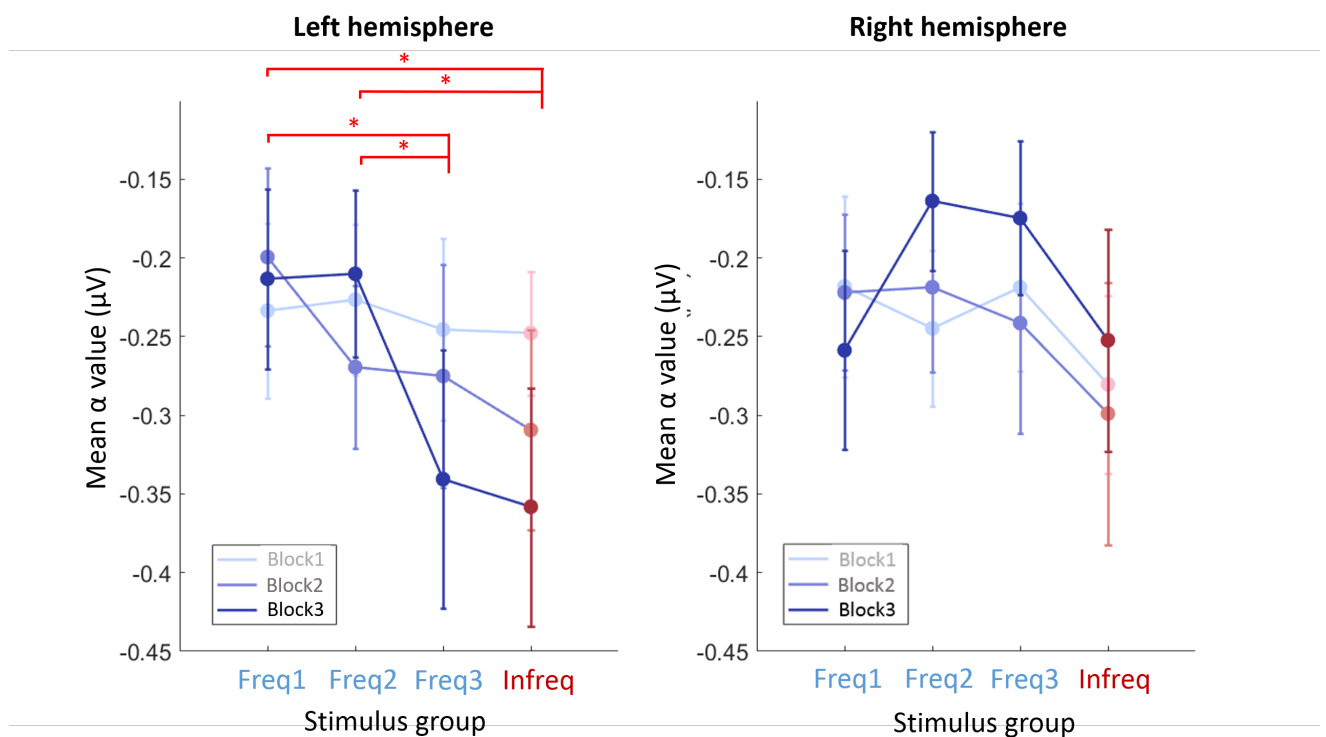 Left hemisphere
Right hemisphere
*
*
*
*
-0.15
-0.2
-0.25
-0.3
-0.35
-0.4
-0.45
Mean α value (µV)
Block1
Block2
Block3
Freq1 Freq2 Freq3 Infreq
Stimulus group
-0.15
-0.2
-0.25
-0.3
-0.35
-0.4
-0.45
Mean α value (µV)
Block1
Block2
Block3
Freq1 Freq2 Freq3 Infreq
Stimulus group